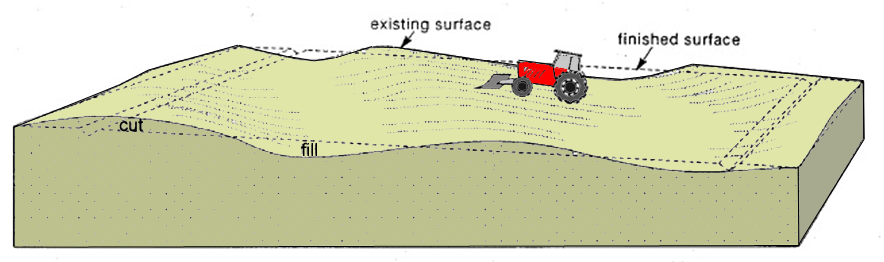 existing surface
finished surface
cut
fill